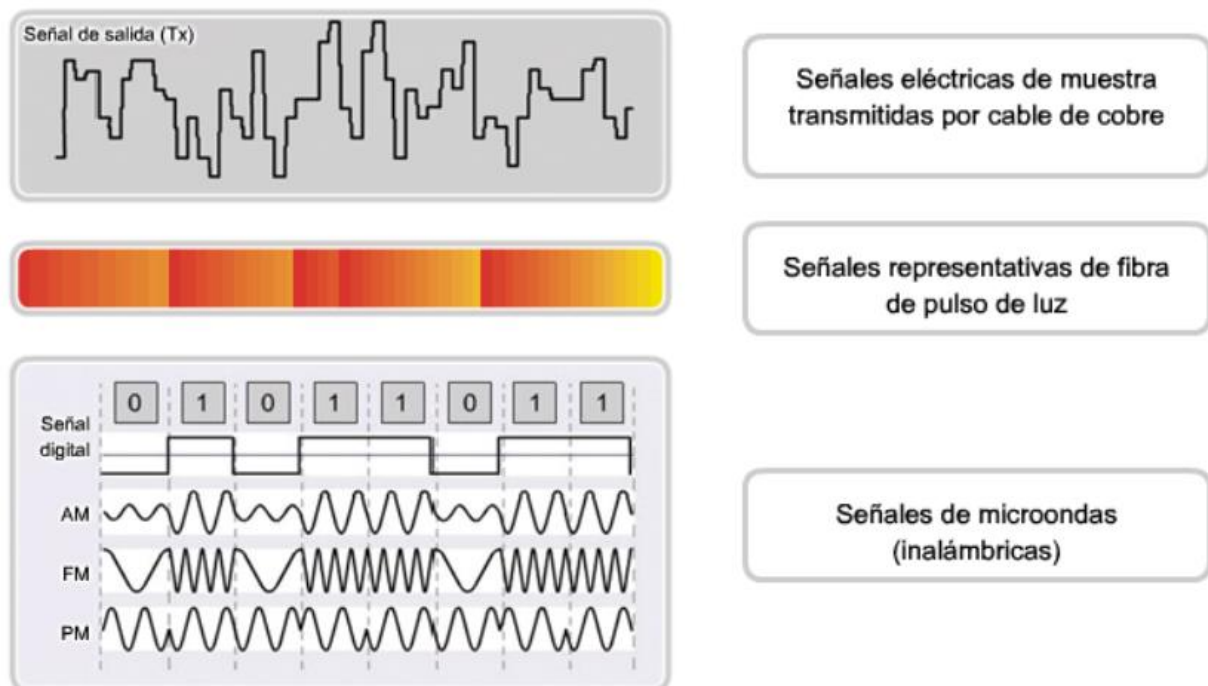 Señal de salida (Tx)
Señales eléctricas de muestra
transmitidas por cable de cobre
Señales representativas de fibra
de pulso de luz
0 1 0 1 1 0 1 1
Señal
digital
AM
FM
PM
Señales de microondas
(inalámbricas)